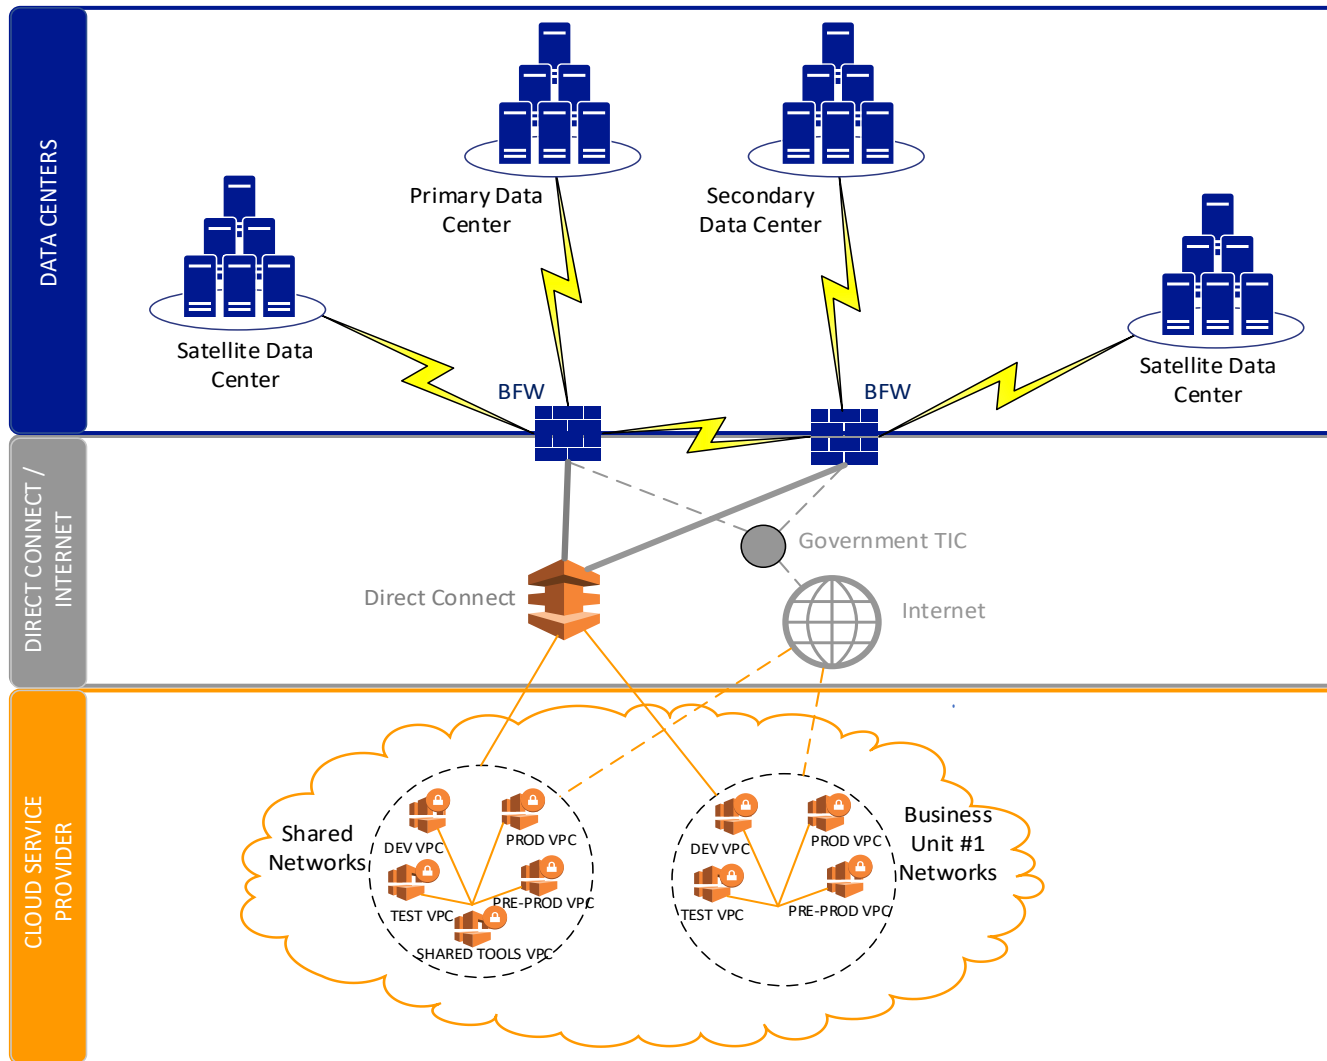 DATA CENTERS
Primary Data
Center
Secondary
Data Center
Satellite Data
Center
Satellite Data
Center
BFW
BFW
DIRECT CONNECT /
INTERNET
Government TIC
Direct Connect
Internet
CLOUD SERVICE
PROVIDER
Shared
Networks
DEV VPC
PROD VPC
TEST VPC
PRE-PROD VPC
SHARED TOOLS VPC
DEV VPC
PROD VPC
TEST VPC
PRE-PROD VPC
Business
Unit #1
Networks